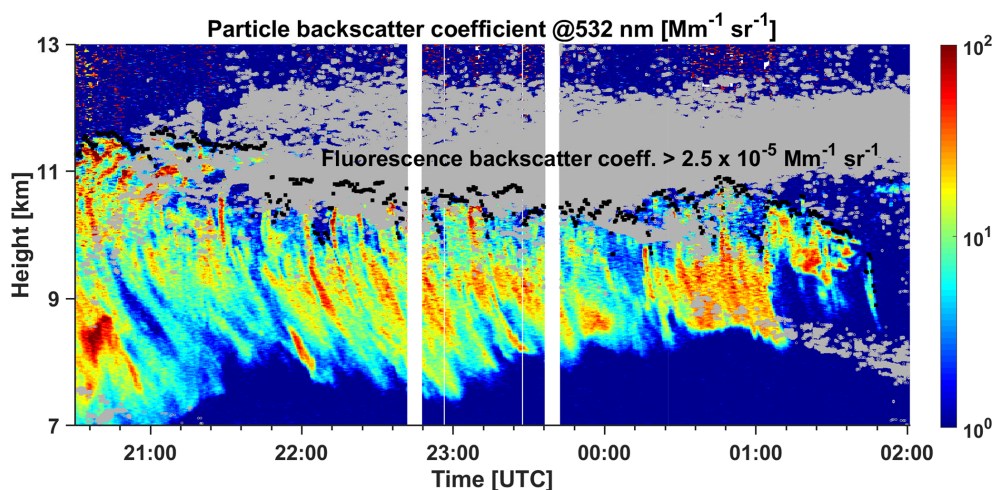 Particle backscatter coefficient @532 nm [Mm⁻¹ sr⁻¹]
13
11
9
7
Height [km]
Fluorescence backscatter coeff. > 2.5 x 10⁻⁵ Mm⁻¹ sr⁻¹
10²
10¹
10⁰
21:00 22:00 23:00 00:00 01:00 02:00
Time [UTC]